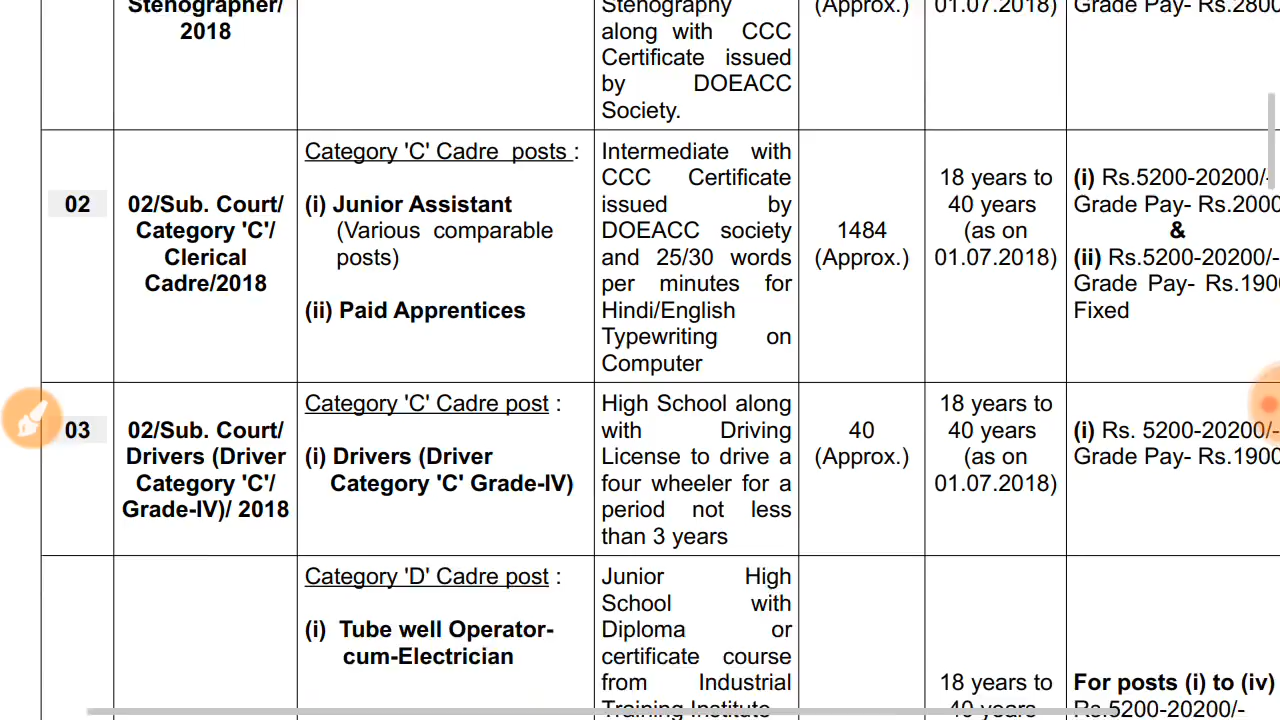 Stenographer/
2018
Stenography
along with CCC
Certificate issued
by DOEACC
Society.
(Approx.)
01.07.2018)
Grade Pay- Rs.2800
02
02/Sub. Court/
Category 'C'/
Clerical
Cadre/2018
Category 'C' Cadre posts :
(i) Junior Assistant
(Various comparable
posts)
(ii) Paid Apprentices
Intermediate with
CCC Certificate
issued by
DOEACC society
and 25/30 words
per minutes for
Hindi/English
Typewriting on
Computer
1484
(Approx.)
18 years to
40 years
(as on
01.07.2018)
(i) Rs.5200-20200/-
Grade Pay- Rs.2000
&
(ii) Rs.5200-20200/-
Grade Pay- Rs.1900
Fixed
03
02/Sub. Court/
Drivers (Driver
Category 'C'/
Grade-IV)/ 2018
Category 'C' Cadre post :
(i) Drivers (Driver
Category 'C' Grade-IV)
High School along
with Driving
License to drive a
four wheeler for a
period not less
than 3 years
40
(Approx.)
18 years to
40 years
(as on
01.07.2018)
(i) Rs. 5200-20200/-
Grade Pay- Rs.1900
Category 'D' Cadre post :
(i) Tube well Operator-
cum-Electrician
Junior High
School with
Diploma or
certificate course
from Industrial
Training Institute
18 years to
40 years
For posts (i) to (iv)
Rs.5200-20200/-